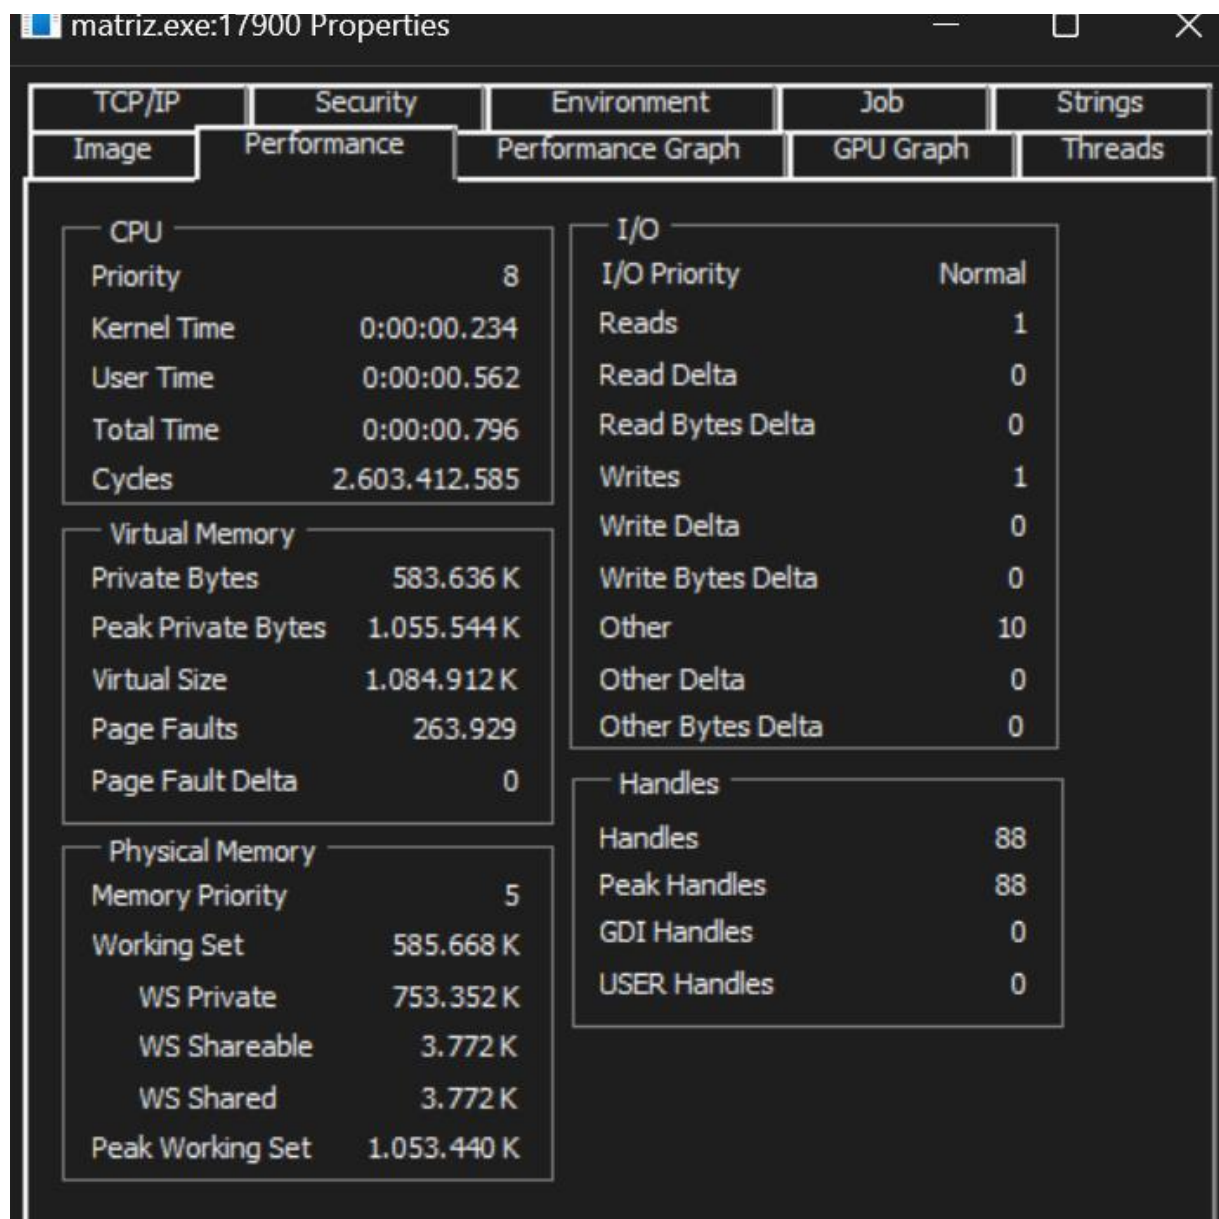 matriz.exe:17900 Properties
TCP/IP Security Environment Job Strings
Image Performance Performance Graph GPU Graph Threads
CPU
Priority 8
Kernel Time 0:00:00.234
User Time 0:00:00.562
Total Time 0:00:00.796
Cycles 2.603.412.585
Virtual Memory
Private Bytes 583.636 K
Peak Private Bytes 1.055.544 K
Virtual Size 1.084.912 K
Page Faults 263.929
Page Fault Delta 0
Physical Memory
Memory Priority 5
Working Set 585.668 K
WS Private 753.352 K
WS Shareable 3.772 K
WS Shared 3.772 K
Peak Working Set 1.053.440 K
I/O
I/O Priority Normal
Reads 1
Read Delta 0
Read Bytes Delta 0
Writes 1
Write Delta 0
Write Bytes Delta 0
Other 10
Other Delta 0
Other Bytes Delta 0
Handles
Handles 88
Peak Handles 88
GDI Handles 0
USER Handles 0